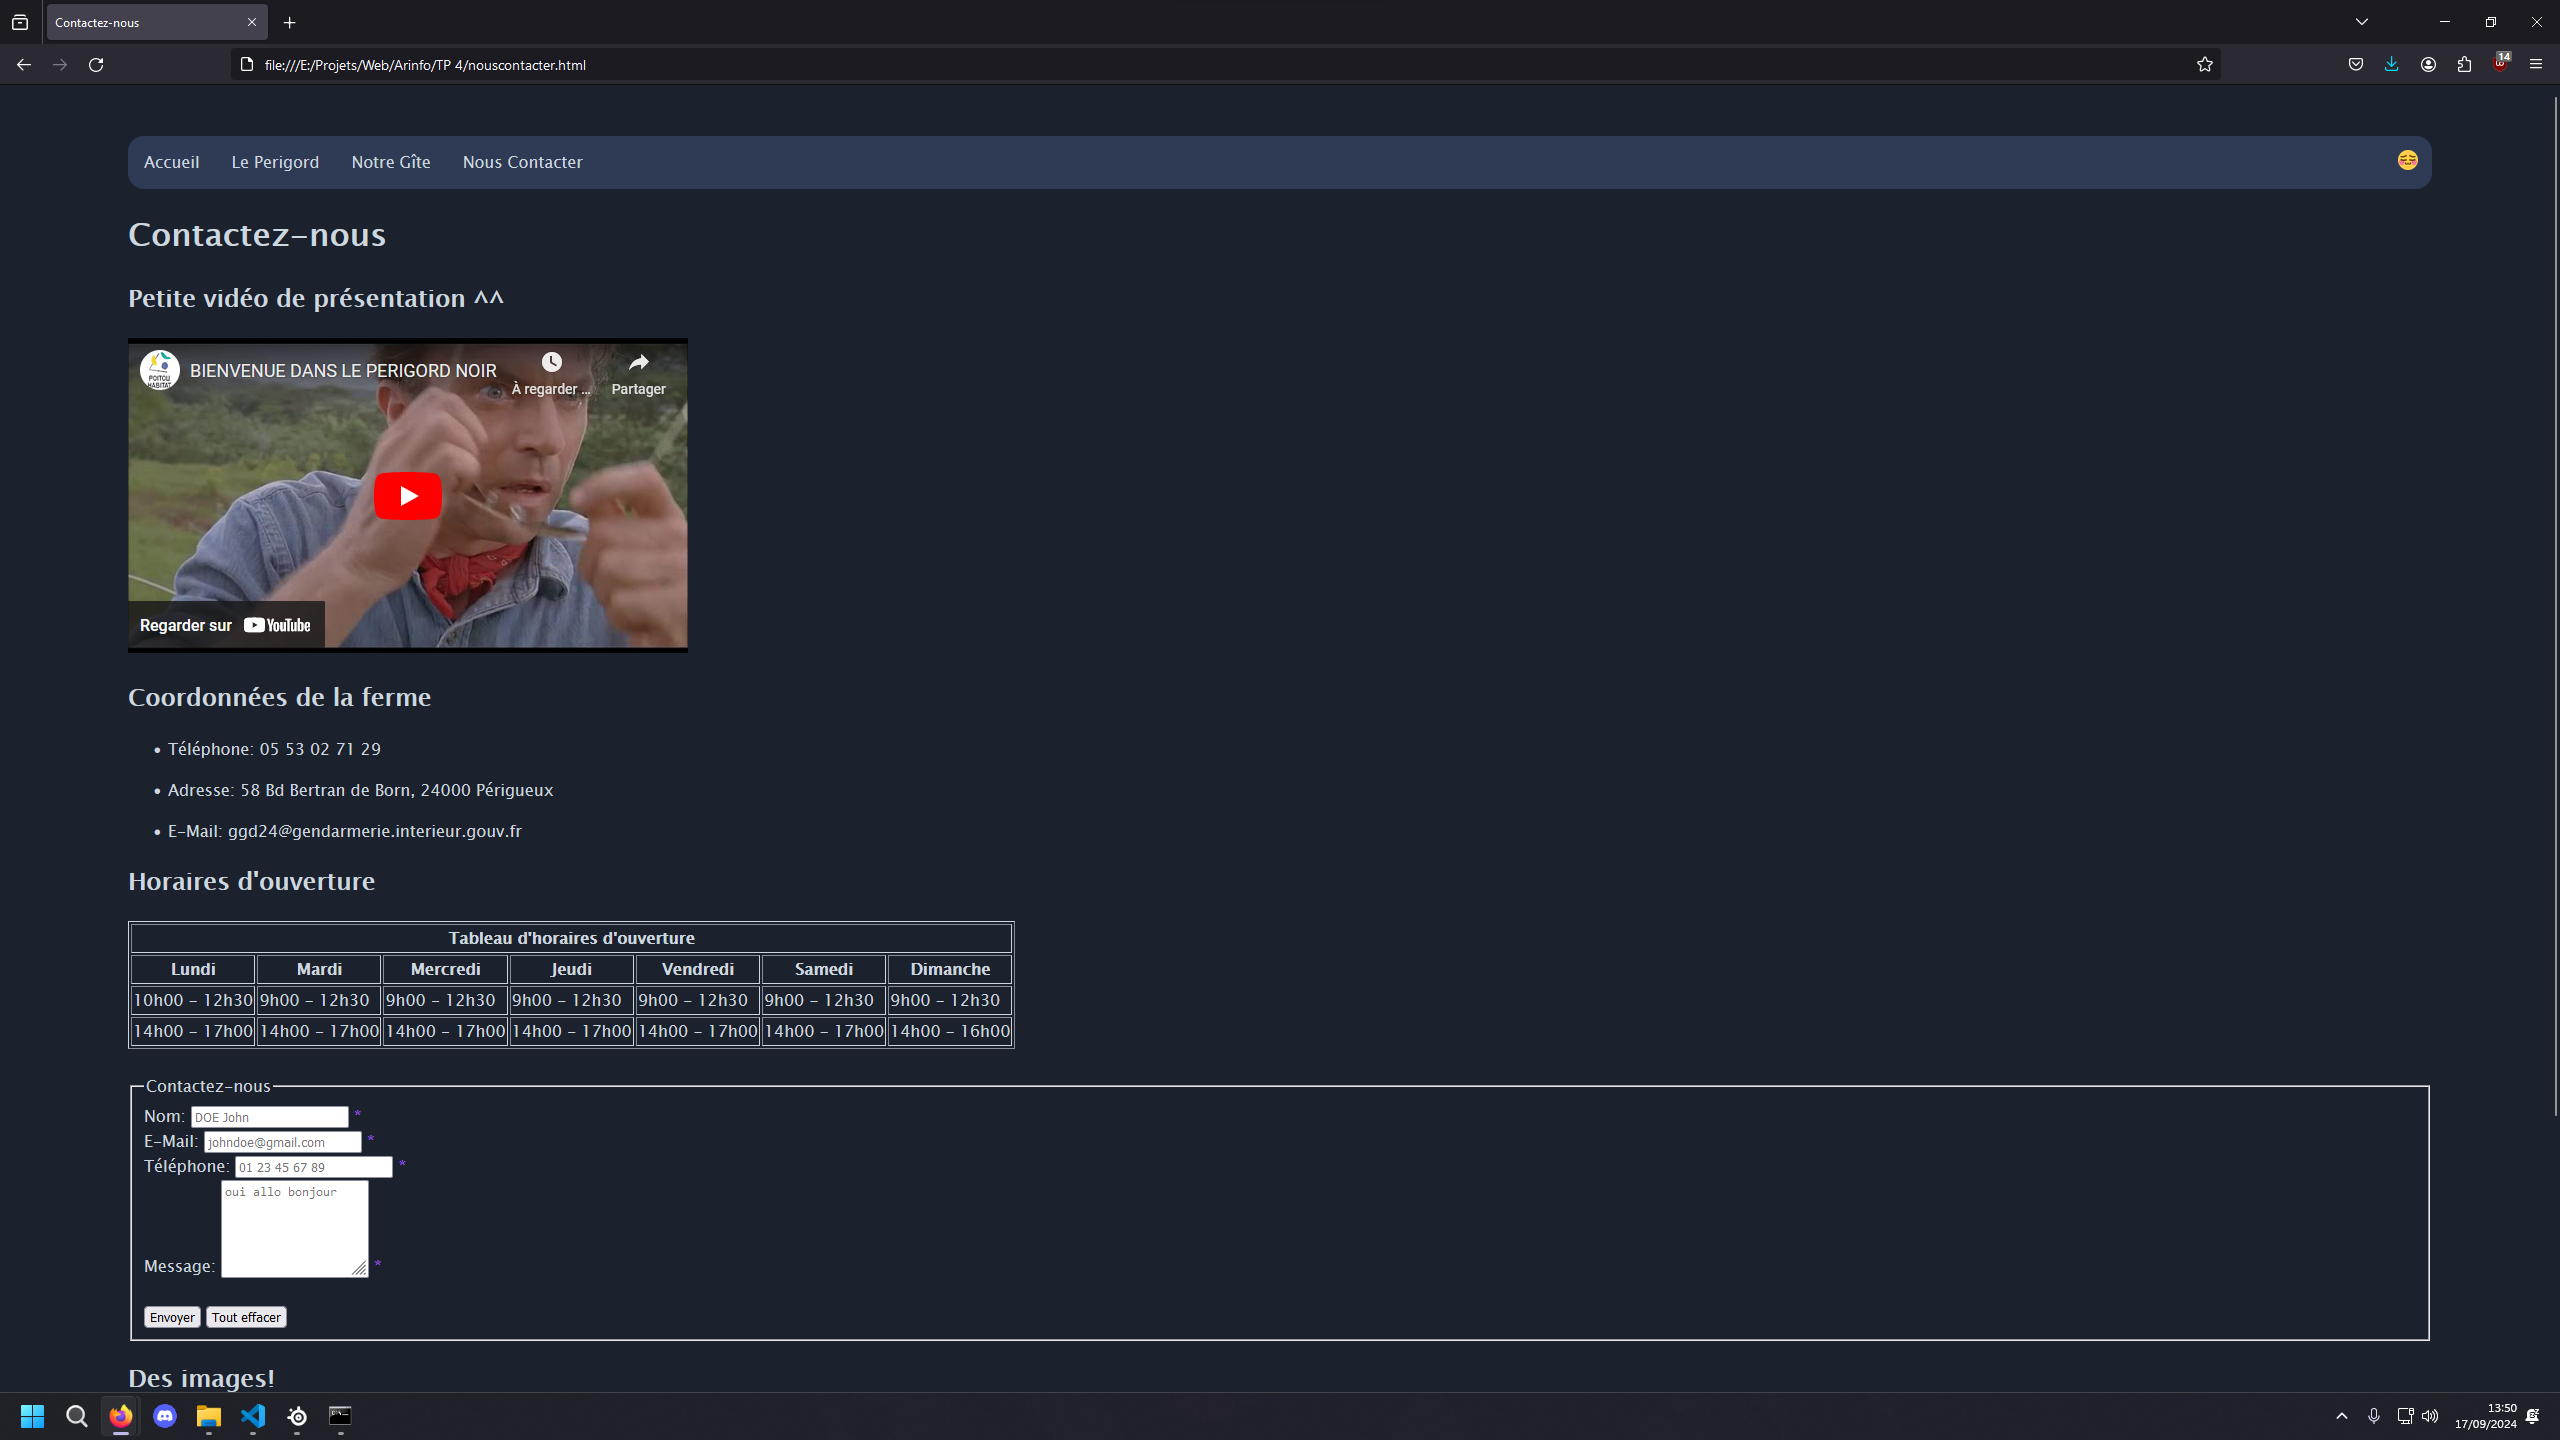 Contactez-nous
file:///E:/Projets/Web/Arinfo/TP 4/nouscontacter.html
14
Accueil Le Perigord Notre Gîte Nous Contacter
Contactez-nous
Petite vidéo de présentation ^^
POITOU HABITAT
BIENVENUE DANS LE PERIGORD NOIR
À regarder ... Partager
Regarder sur YouTube
Coordonnées de la ferme
• Téléphone: 05 53 02 71 29
• Adresse: 58 Bd Bertran de Born, 24000 Périgueux
• E-Mail: ggd24@gendarmerie.interieur.gouv.fr
Horaires d'ouverture
Tableau d'horaires d'ouverture
Lundi Mardi Mercredi Jeudi Vendredi Samedi Dimanche
10h00 - 12h30 9h00 - 12h30 9h00 - 12h30 9h00 - 12h30 9h00 - 12h30 9h00 - 12h30 9h00 - 12h30
14h00 - 17h00 14h00 - 17h00 14h00 - 17h00 14h00 - 17h00 14h00 - 17h00 14h00 - 17h00 14h00 - 16h00
Contactez-nous
Nom: DOE John *
E-Mail: johndoe@gmail.com *
Téléphone: 01 23 45 67 89 *
oui allo bonjour
Message: *
Envoyer Tout effacer
Des images!
13:50
17/09/2024